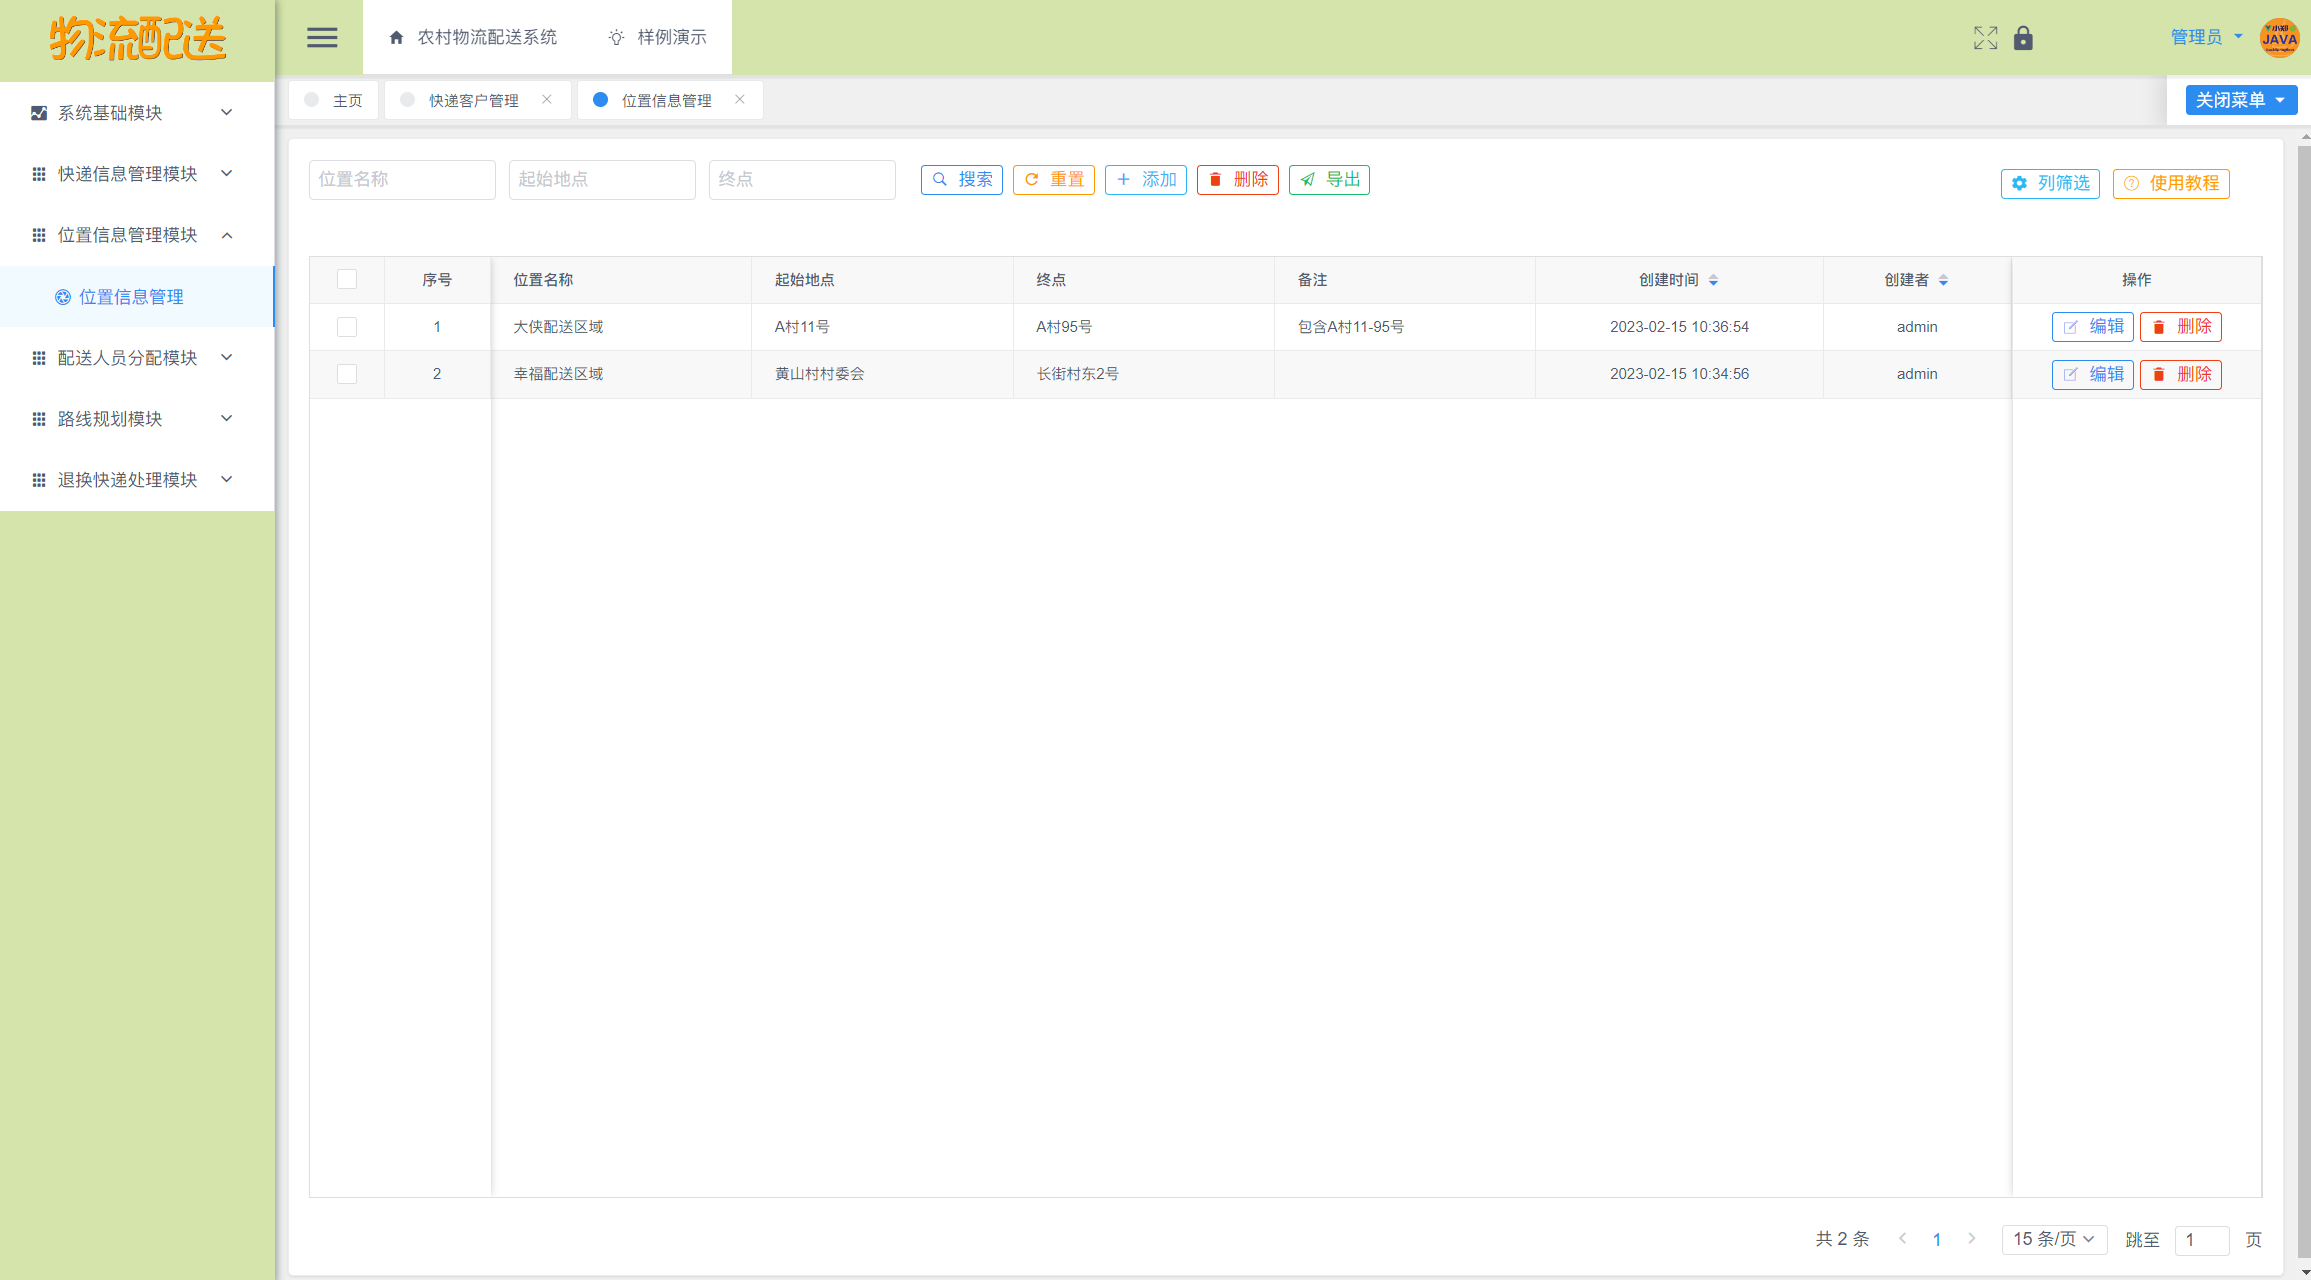 物流配送
农村物流配送系统
样例演示
管理员
小郑
JAVA
主页
快递客户管理
位置信息管理
关闭菜单
系统基础模块
快递信息管理模块
位置信息管理模块
位置信息管理
配送人员分配模块
路线规划模块
退换快递处理模块
位置名称 起始地点 终点 搜索 重置 添加 删除 导出 列筛选 使用教程
序号 位置名称 起始地点 终点 备注 创建时间 创建者 操作
1 大侠配送区域 A村11号 A村95号 包含A村11-95号 2023-02-15 10:36:54 admin 编辑 删除
2 幸福配送区域 黄山村村委会 长街村东2号 2023-02-15 10:34:56 admin 编辑 删除
共 2 条 1 15 条/页 跳至 1 页